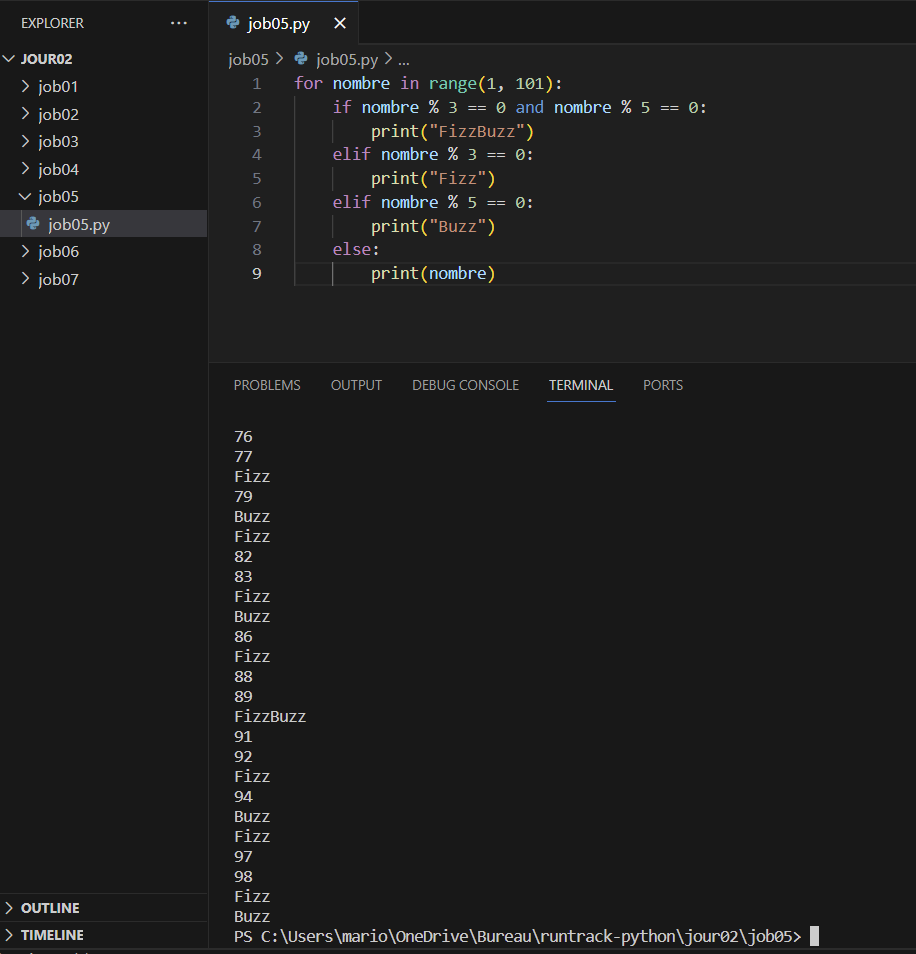 EXPLORER ...
JOUR02
job01
job02
job03
job04
job05
job05.py
job06
job07
OUTLINE
TIMELINE
job05.py
job05 > job05.py > ...
1 for nombre in range(1, 101):
2 if nombre % 3 == 0 and nombre % 5 == 0:
3 print("FizzBuzz")
4 elif nombre % 3 == 0:
5 print("Fizz")
6 elif nombre % 5 == 0:
7 print("Buzz")
8 else:
9 print(nombre)
PROBLEMS OUTPUT DEBUG CONSOLE TERMINAL PORTS
76
77
Fizz
79
Buzz
Fizz
82
83
Fizz
Buzz
86
Fizz
88
89
FizzBuzz
91
92
Fizz
94
Buzz
Fizz
97
98
Fizz
Buzz
PS C:\Users\mario\OneDrive\Bureau\runtrack-python\jour02\job05>